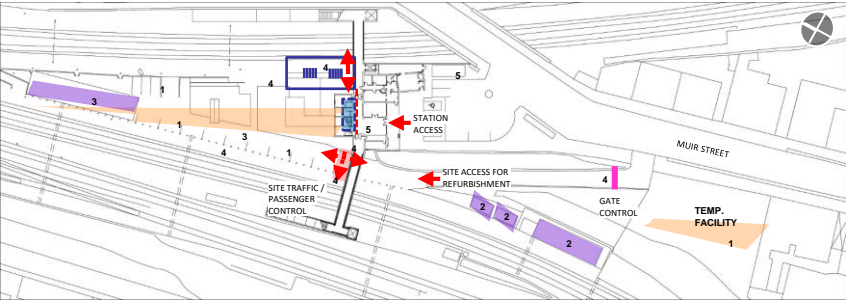 4
5
4
1
3
STATION
ACCESS
1
5
3
MUIR STREET
4
1
4
4
SITE ACCESS FOR
REFURBISHMENT
4
SITE TRAFFIC /
PASSENGER
CONTROL
GATE
CONTROL
2
2
TEMP.
FACILITY
2
1